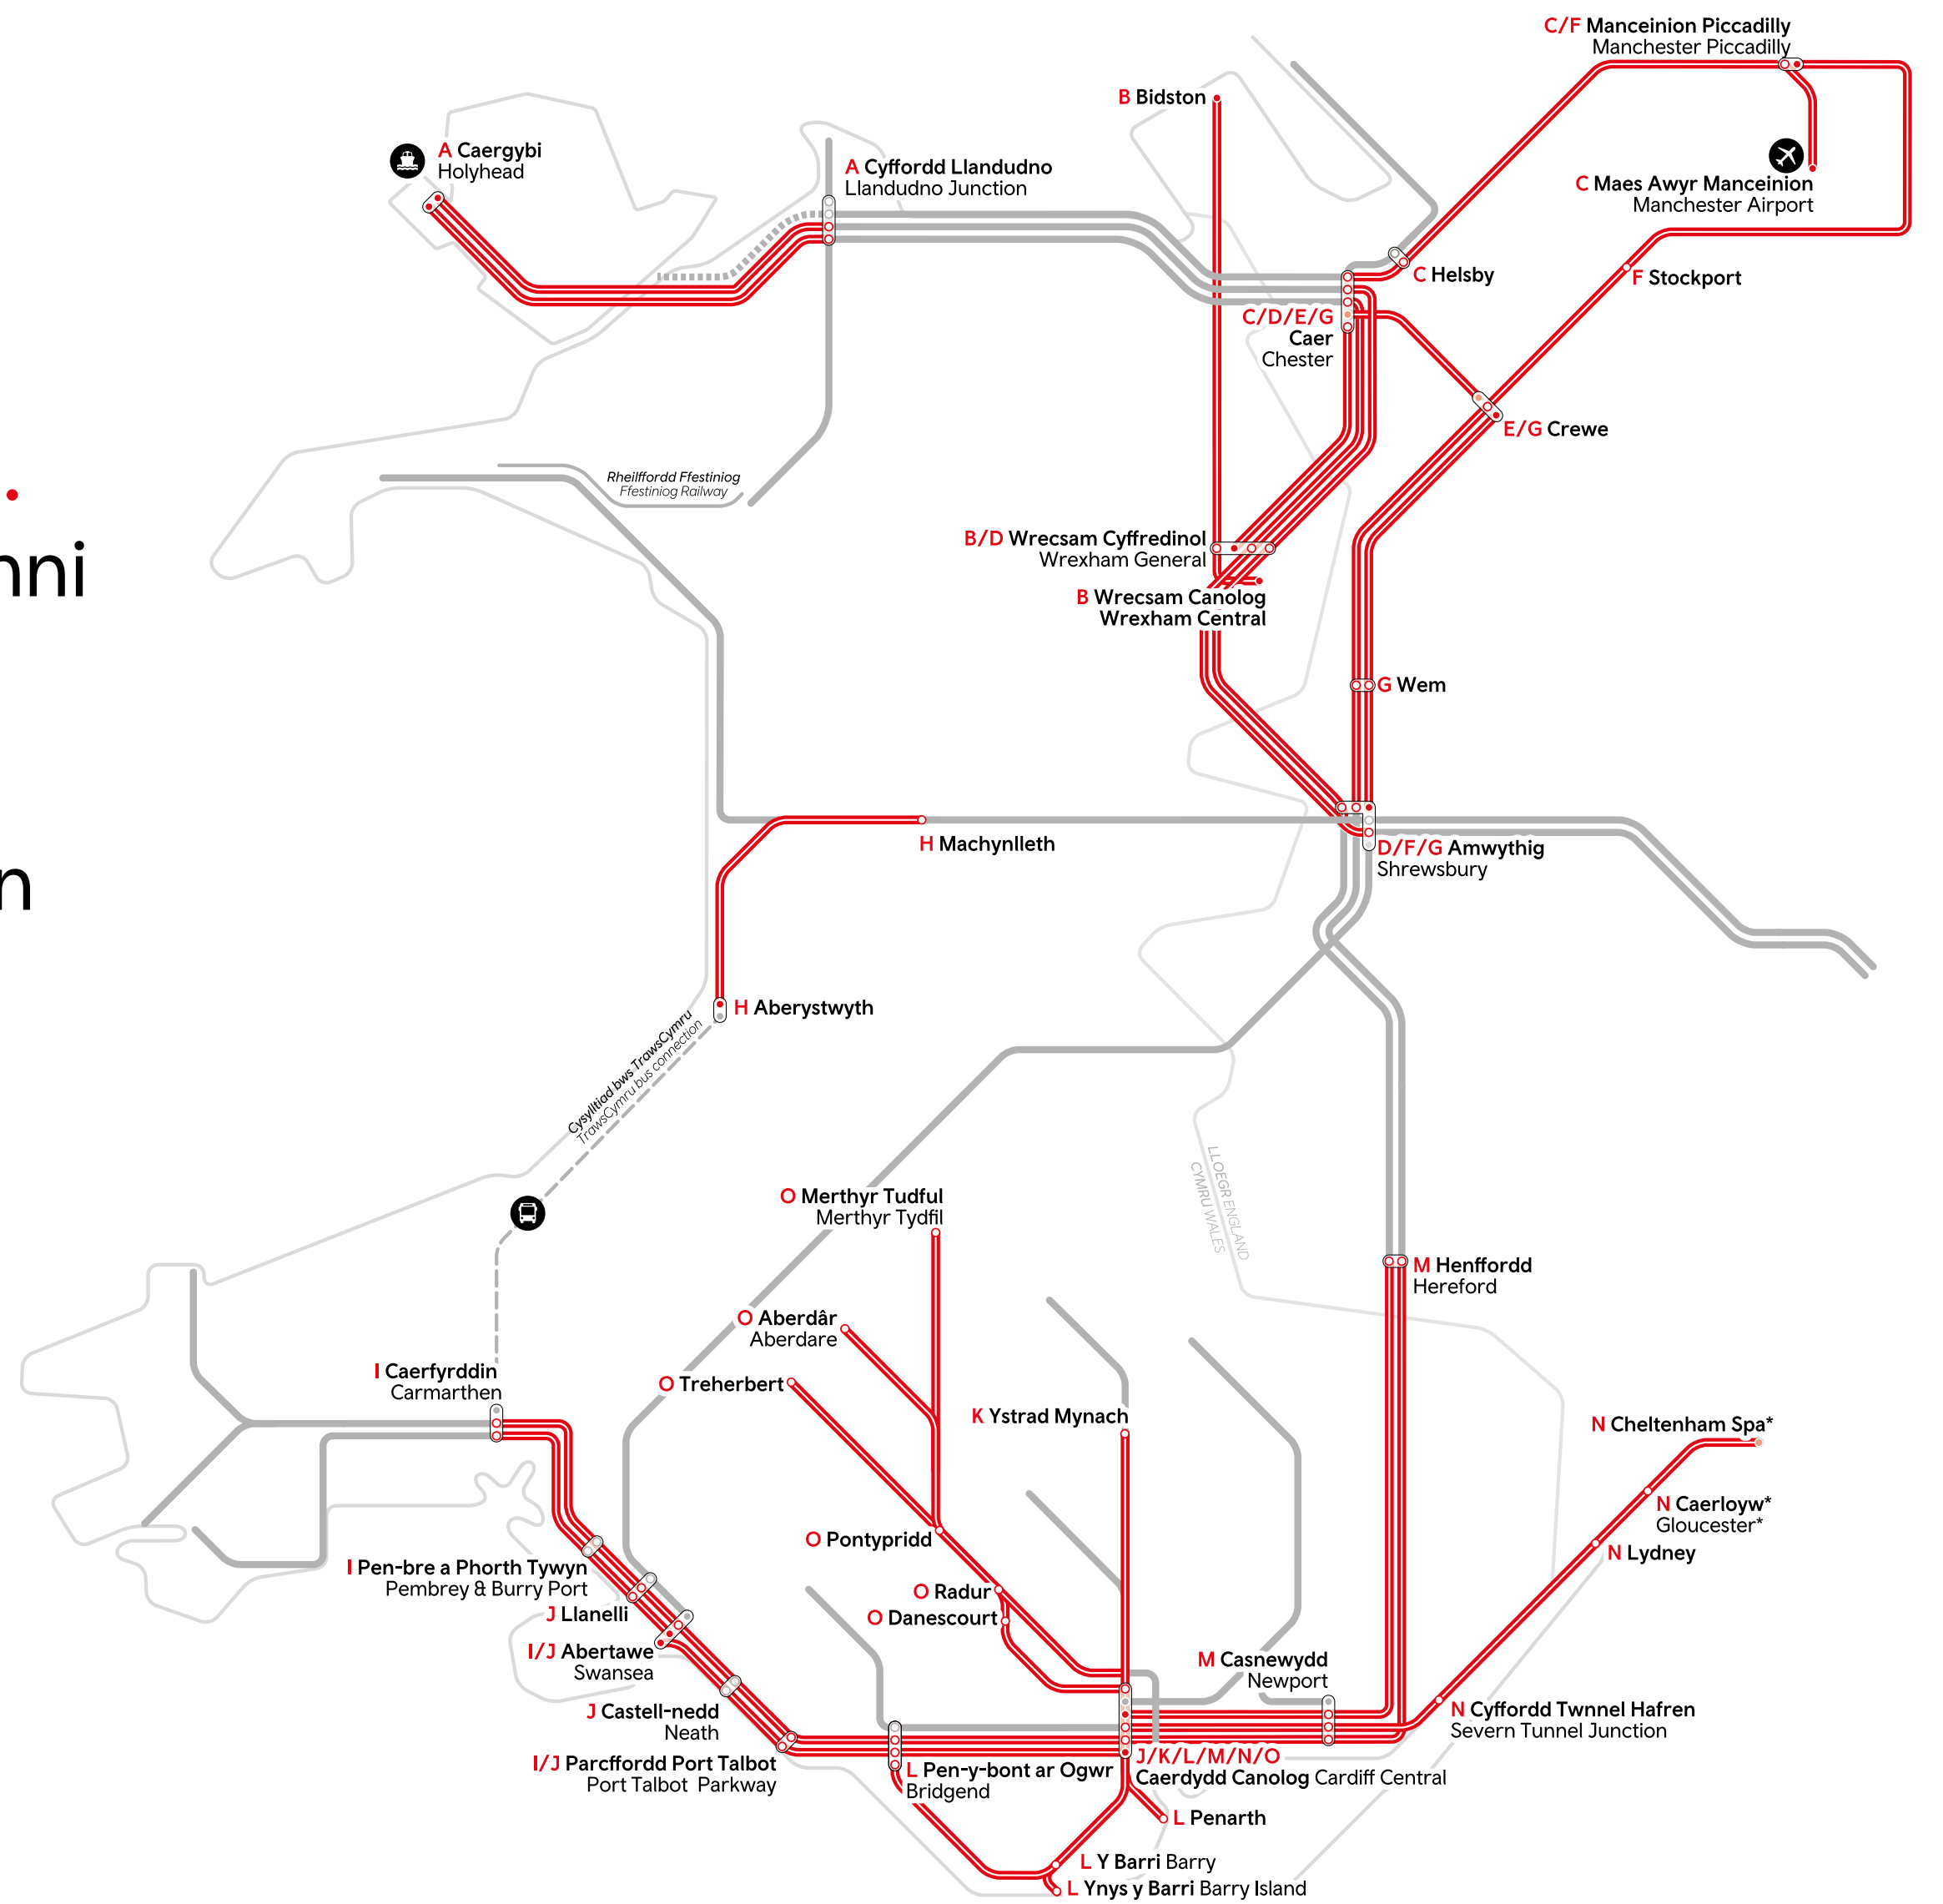 C/F Manceinion Piccadilly
Manchester Piccadilly
B Bidston
A Caergybi
Holyhead
A Cyffordd Llandudno
Llandudno Junction
C Maes Awyr Manceinion
Manchester Airport
C Helsby
F Stockport
C/D/E/G
Caer
Chester
E/G Crewe
Rheilffordd Ffestiniog
Ffestiniog Railway
B/D Wrecsam Cyffredinol
Wrexham General
nni
B Wrecsam Canolog
Wrexham Central
G Wem
H Machynlleth
D/F/G Amwythig
Shrewsbury
n
H Aberystwyth
Cysylltiad bws TrawsCymru
TrawsCymru bus connection
LLOEGR ENGLAND
CYMRU WALES
O Merthyr Tudful
Merthyr Tydfil
M Henffordd
Hereford
O Aberdâr
Aberdare
I Caerfyrddin
Carmarthen
O Treherbert
K Ystrad Mynach
N Cheltenham Spa*
N Caerloyw*
Gloucester*
O Pontypridd
N Lydney
I Pen-bre a Phorth Tywyn
Pembrey & Burry Port
O Radur
J Llanelli
O Danescourt
I/J Abertawe
Swansea
M Casnewydd
Newport
J Castell-nedd
Neath
N Cyffordd Twnnel Hafren
Severn Tunnel Junction
I/J Parcffordd Port Talbot
Port Talbot Parkway
L Pen-y-bont ar Ogwr
Bridgend
J/K/L/M/N/O
Caerdydd Canolog Cardiff Central
L Penarth
L Y Barri Barry
L Ynys y Barri Barry Island